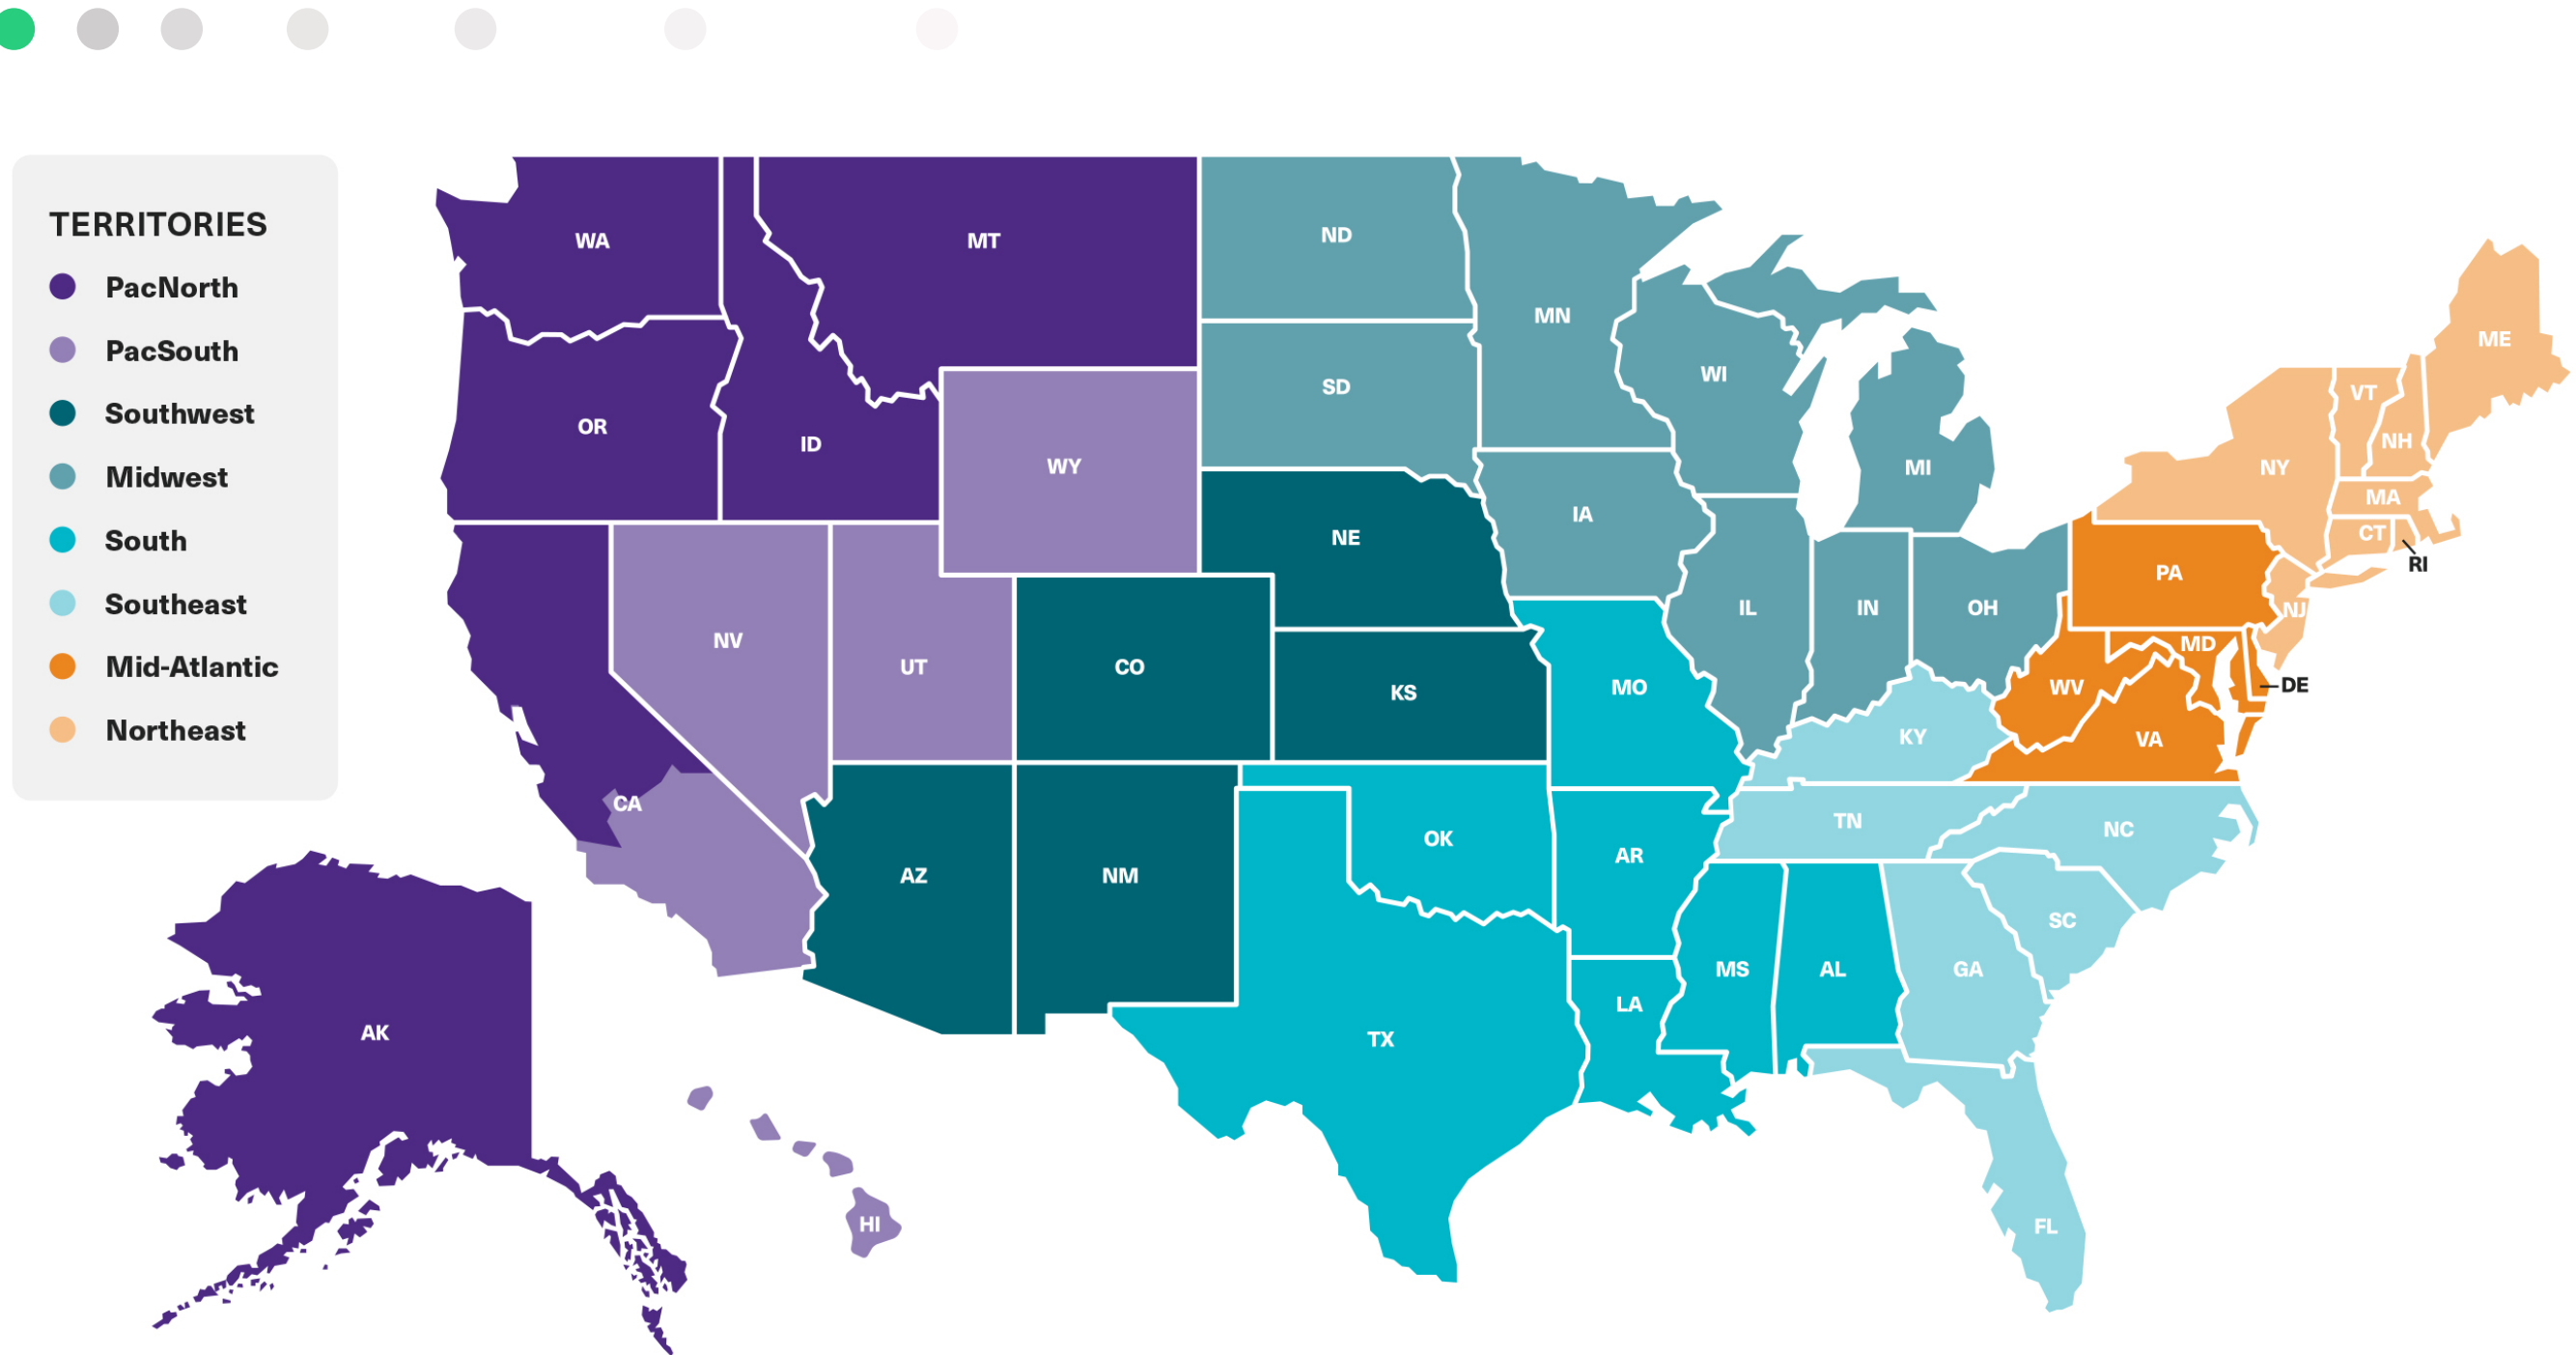 TERRITORIES
PacNorth
PacSouth
Southwest
Midwest
South
Southeast
Mid-Atlantic
Northeast
WA
MT
ND
MN
ME
OR
ID
WY
SD
WI
MI
VT
NH
NY
MA
CT
RI
NE
IA
PA
NJ
NV
UT
CO
KS
MO
IL
IN
OH
MD
DE
WV
VA
KY
CA
AZ
NM
OK
AR
TN
NC
SC
MS
AL
GA
LA
TX
AK
HI
FL